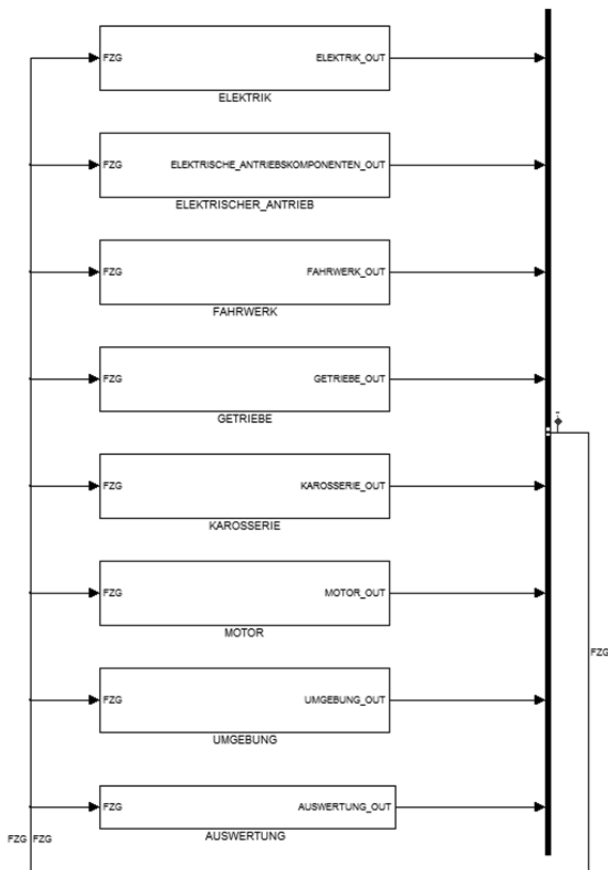 FZG ELEKTRIK_OUT
ELEKTRIK
FZG ELEKTRISCHE_ANTRIEBSKOMPONENTEN_OUT
ELEKTRISCHER_ANTRIEB
FZG FAHRWERK_OUT
FAHRWERK
FZG GETRIEBE_OUT
GETRIEBE
FZG KAROSSERIE_OUT
KAROSSERIE
FZG MOTOR_OUT
MOTOR
FZG
FZG UMGEBUNG_OUT
UMGEBUNG
FZG AUSWERTUNG_OUT
AUSWERTUNG
FZG FZG